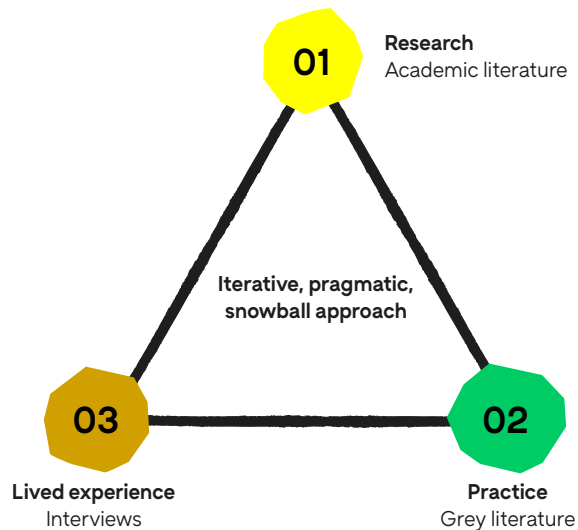 01
Research
Academic literature
Iterative, pragmatic,
snowball approach
03
02
Lived experience
Interviews
Practice
Grey literature